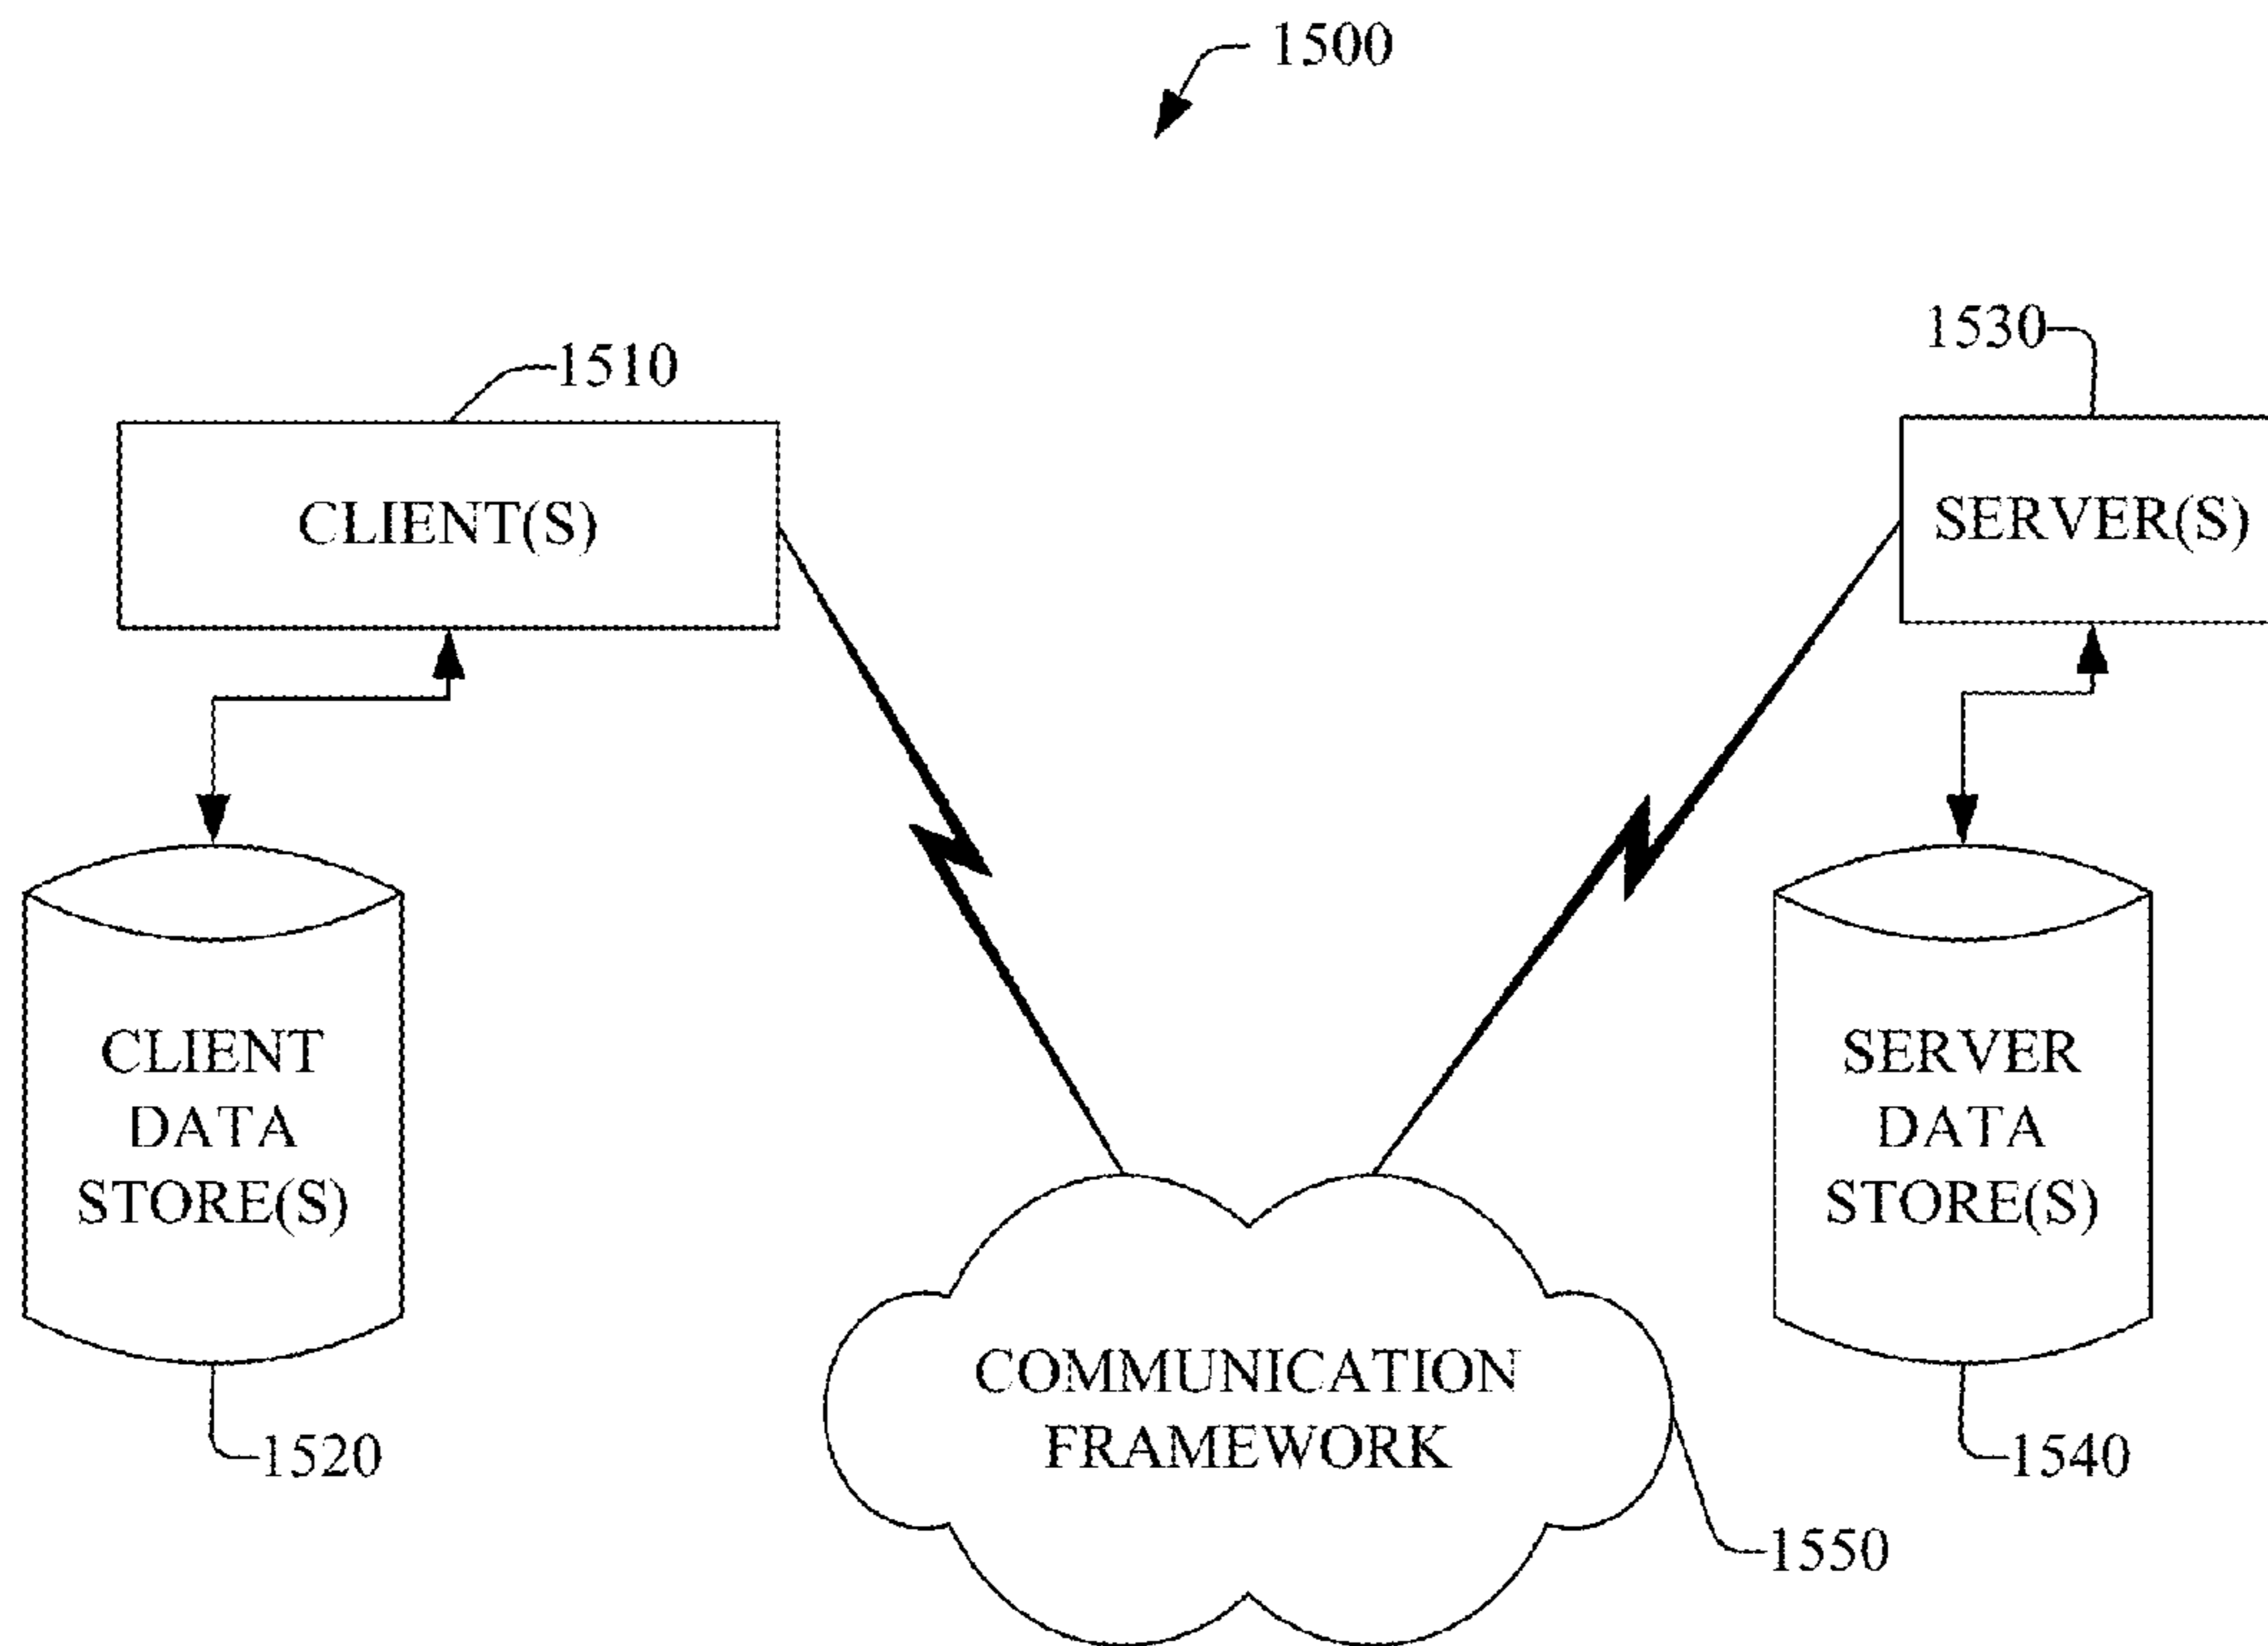 1500
1510
1530
CLIENT(S)
SERVER(S)
CLIENT
DATA
STORE(S)
SERVER
DATA
STORE(S)
COMMUNICATION
FRAMEWORK
1520
1540
1550